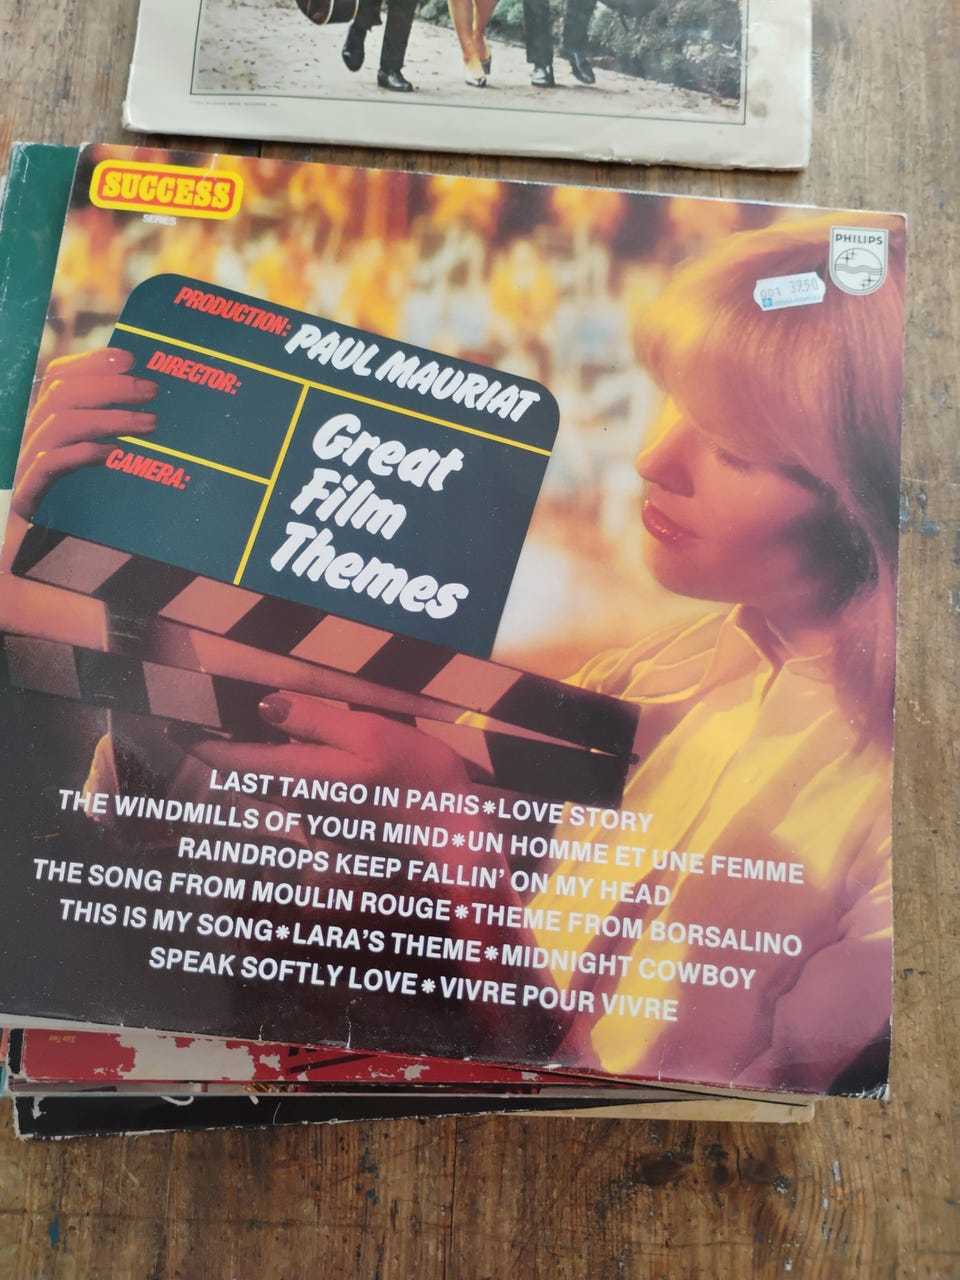 SUCCESS
SERIES
PHILIPS
39.50
PRODUCTION: PAUL MAURIAT
DIRECTOR:
CAMERA:
Great
Film
Themes
LAST TANGO IN PARIS*LOVE STORY
THE WINDMILLS OF YOUR MIND*UN HOMME ET UNE FEMME
RAINDROPS KEEP FALLIN' ON MY HEAD
THE SONG FROM MOULIN ROUGE*THEME FROM BORSALINO
THIS IS MY SONG*LARA'S THEME*MIDNIGHT COWBOY
SPEAK SOFTLY LOVE*VIVRE POUR VIVRE